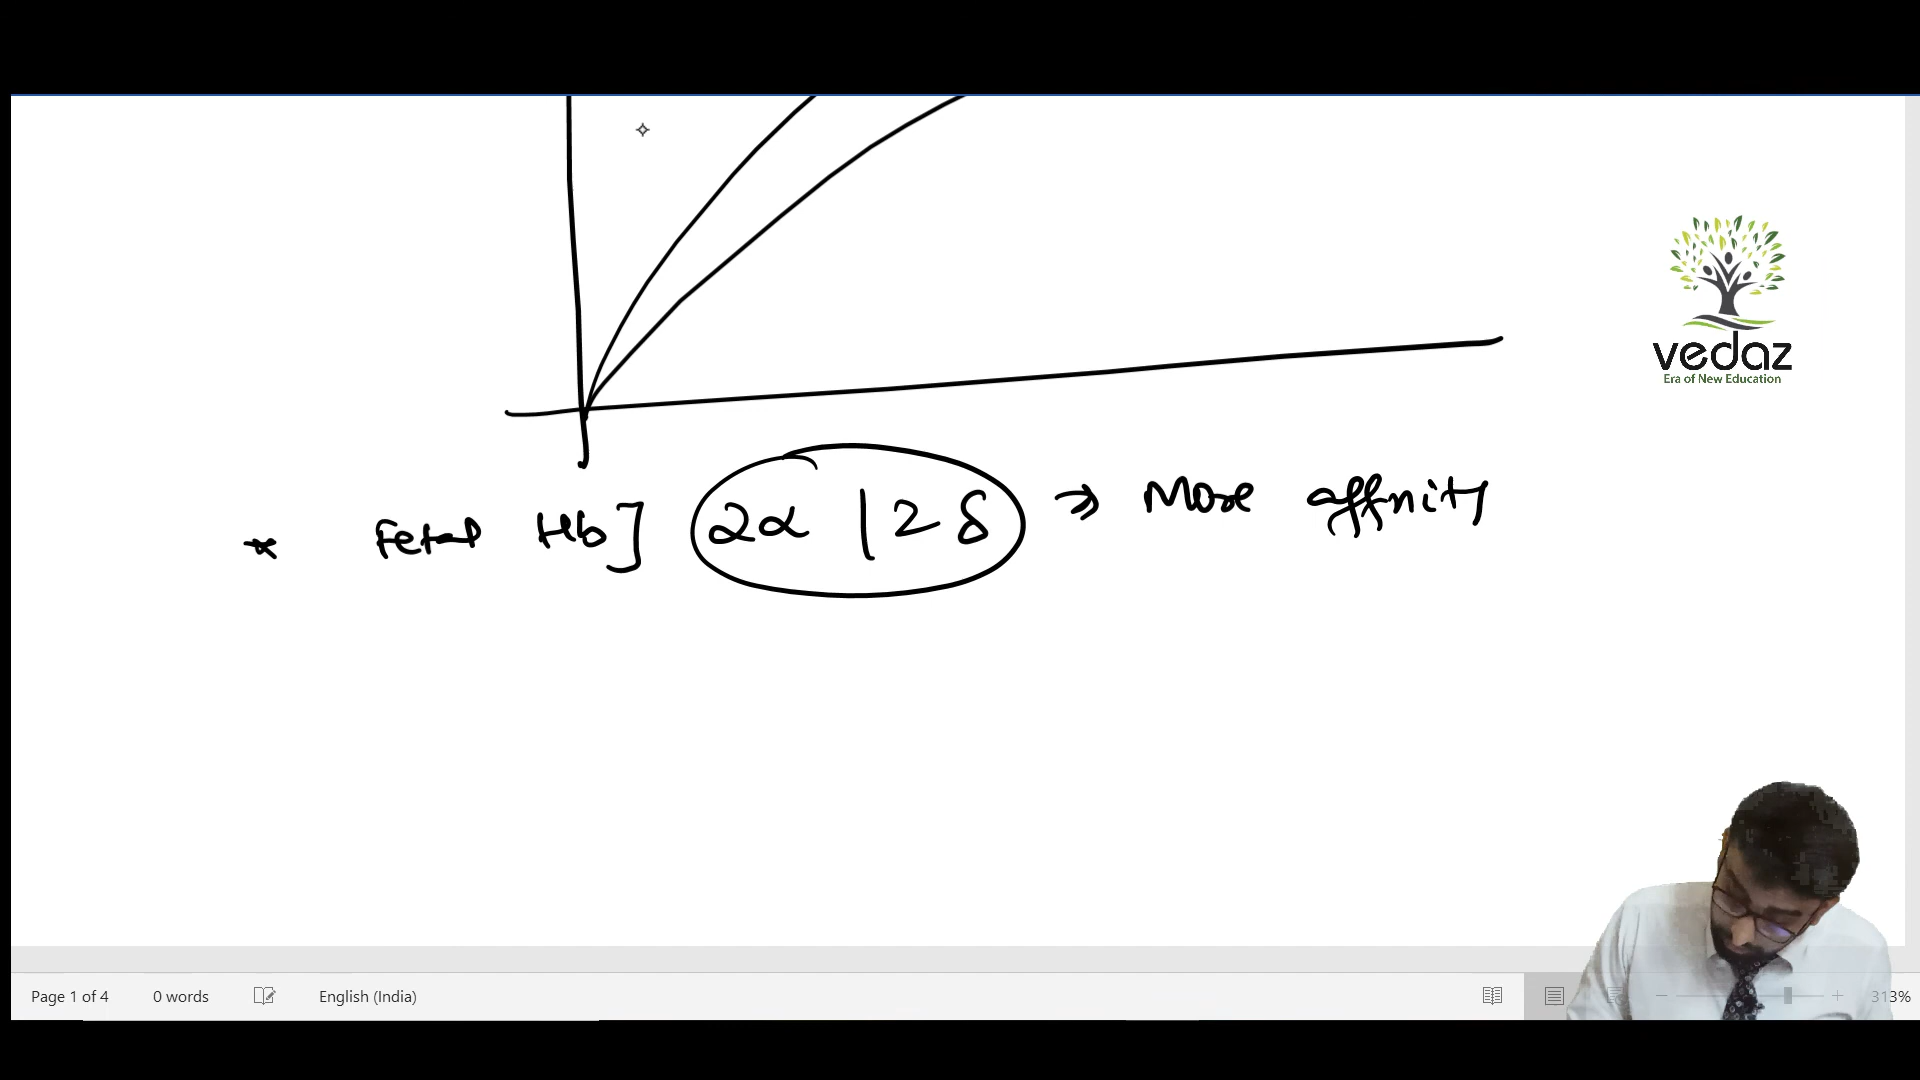 vedaz
Era of New Education
* Fetal Hb] 2α | 2δ ⇒ More affinity
Page 1 of 4 0 words English (India) 313%